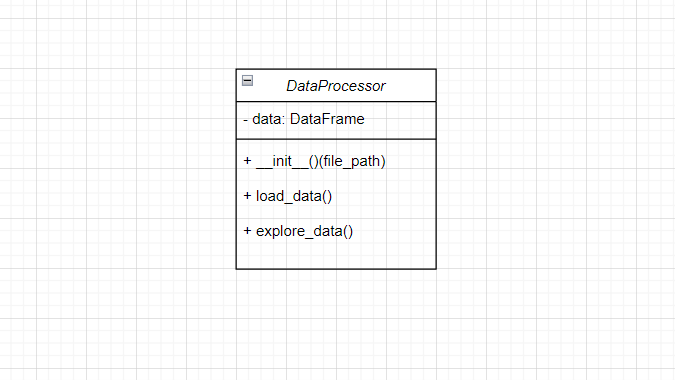 DataProcessor
- data: DataFrame
+ __init__()(file_path)
+ load_data()
+ explore_data()